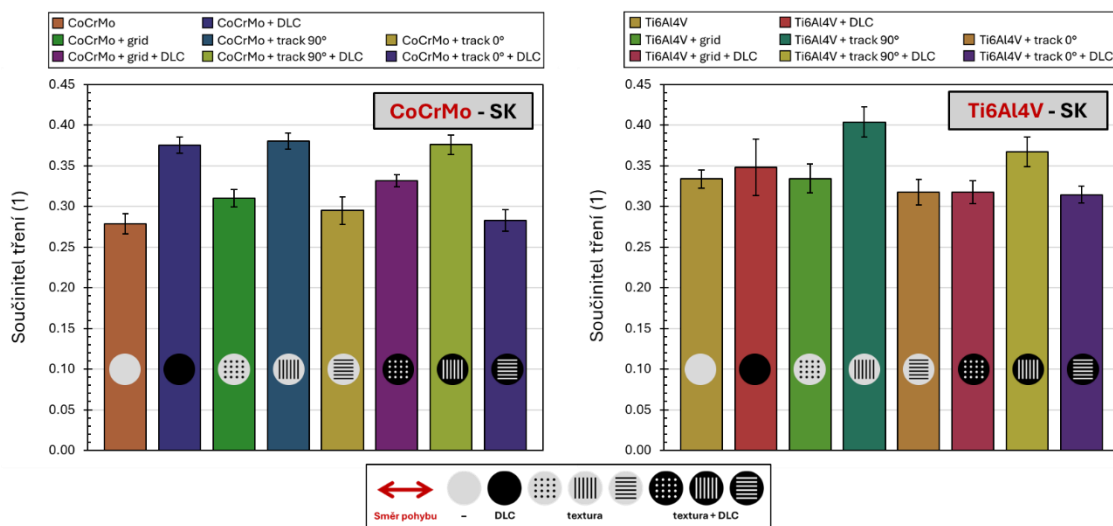 CoCrMo CoCrMo + DLC
CoCrMo + grid CoCrMo + track 90° CoCrMo + track 0°
CoCrMo + grid + DLC CoCrMo + track 90° + DLC CoCrMo + track 0° + DLC
CoCrMo - SK
Součinitel tření (1)
0.45
0.40
0.35
0.30
0.25
0.20
0.15
0.10
0.05
0.00
Ti6Al4V Ti6Al4V + DLC
Ti6Al4V + grid Ti6Al4V + track 90° Ti6Al4V + track 0°
Ti6Al4V + grid + DLC Ti6Al4V + track 90° + DLC Ti6Al4V + track 0° + DLC
Ti6Al4V - SK
Součinitel tření (1)
0.45
0.40
0.35
0.30
0.25
0.20
0.15
0.10
0.05
0.00
Směr pohybu – DLC textura textura + DLC